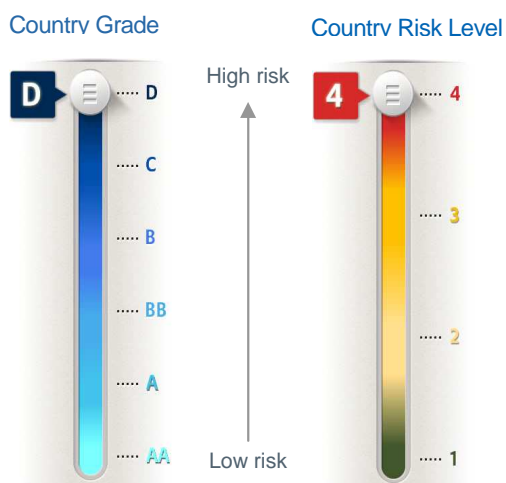 Country Grade
Country Risk Level
D
D
C
B
BB
A
AA
High risk
Low risk
4
4
3
2
1